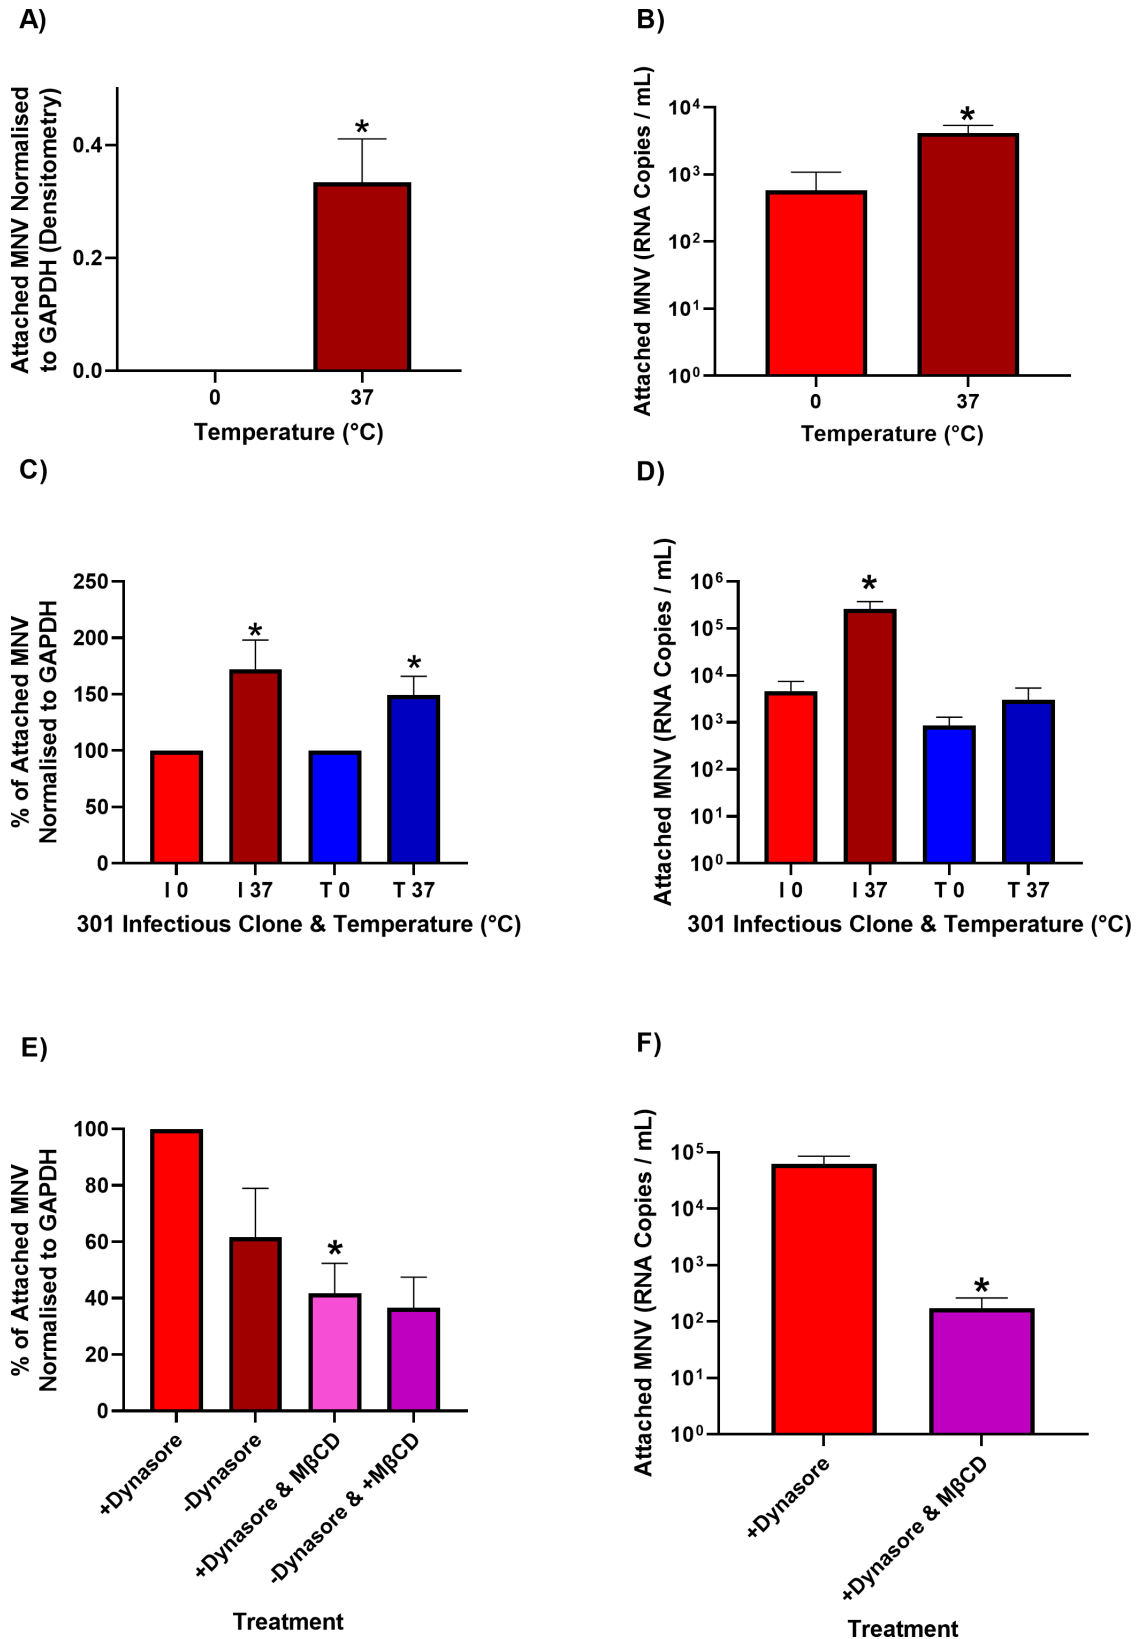 A)
Attached MNV Normalised
to GAPDH (Densitometry)
0.4
0.2
0.0
*
0
37
Temperature (°C)
B)
Attached MNV (RNA Copies / mL)
10⁴
10³
10²
10¹
10⁰
*
0
37
Temperature (°C)
C)
% of Attached MNV
Normalised to GAPDH
250
200
150
100
50
0
*
*
I 0
I 37
T 0
T 37
301 Infectious Clone & Temperature (°C)
D)
Attached MNV (RNA Copies / mL)
10⁶
10⁵
10⁴
10³
10²
10¹
10⁰
*
I 0
I 37
T 0
T 37
301 Infectious Clone & Temperature (°C)
E)
% of Attached MNV
Normalised to GAPDH
100
80
60
40
20
0
*
+Dynasore
-Dynasore
+Dynasore & MβCD
-Dynasore & +MβCD
Treatment
F)
Attached MNV (RNA Copies / mL)
10⁵
10⁴
10³
10²
10¹
10⁰
*
+Dynasore
+Dynasore & MβCD
Treatment